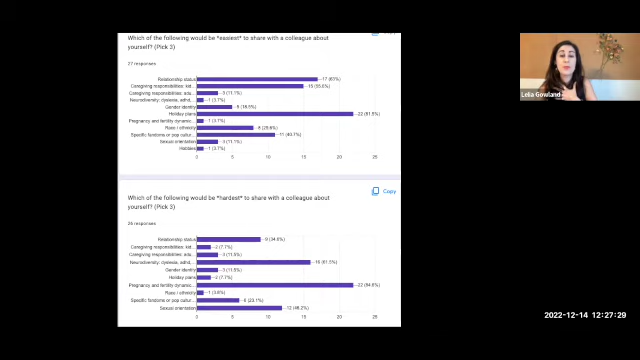 Copy
Which of the following would be *easiest* to share with a colleague about
yourself? (Pick 3)
27 responses
Relationship status 17 (63%)
Caregiving responsibilities: kid... 15 (55.6%)
Caregiving responsibilities: adu... 3 (11.1%)
Neurodiversity: dyslexia, adhd,... 1 (3.7%)
Gender identity 5 (18.5%)
Holiday plans 22 (81.5%)
Pregnancy and fertility dynamic... 1 (3.7%)
Race / ethnicity 8 (29.6%)
Specific fandoms or pop cultur... 11 (40.7%)
Sexual orientation 3 (11.1%)
Hobbies 1 (3.7%)
0 5 10 15 20 25
Copy
Which of the following would be *hardest* to share with a colleague about
yourself? (Pick 3)
26 responses
Relationship status 9 (34.6%)
Caregiving responsibilities: kid... 2 (7.7%)
Caregiving responsibilities: adu... 3 (11.5%)
Neurodiversity: dyslexia, adhd,... 16 (61.5%)
Gender identity 3 (11.5%)
Holiday plans 2 (7.7%)
Pregnancy and fertility dynamic... 22 (84.6%)
Race / ethnicity 1 (3.8%)
Specific fandoms or pop cultur... 6 (23.1%)
Sexual orientation 12 (46.2%)
0 5 10 15 20 25
Lelia Gowland
2022-12-14 12:27:29